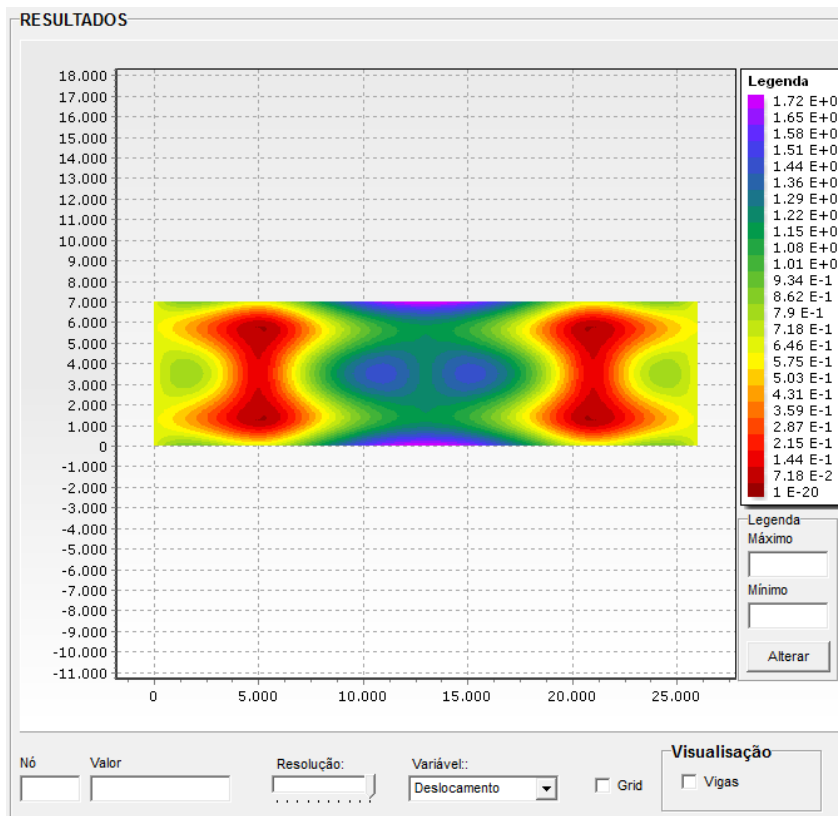 RESULTADOS
18.000
17.000
16.000
15.000
14.000
13.000
12.000
11.000
10.000
9.000
8.000
7.000
6.000
5.000
4.000
3.000
2.000
1.000
0
-1.000
-2.000
-3.000
-4.000
-5.000
-6.000
-7.000
-8.000
-9.000
-10.000
-11.000
0 5.000 10.000 15.000 20.000 25.000
Legenda
1.72 E+0
1.65 E+0
1.58 E+0
1.51 E+0
1.44 E+0
1.36 E+0
1.29 E+0
1.22 E+0
1.15 E+0
1.08 E+0
1.01 E+0
9.34 E-1
8.62 E-1
7.9 E-1
7.18 E-1
6.46 E-1
5.75 E-1
5.03 E-1
4.31 E-1
3.59 E-1
2.87 E-1
2.15 E-1
1.44 E-1
7.18 E-2
1 E-20
Legenda
Máximo
Mínimo
Alterar
Nó Valor Resolução: Variável:: Visualisação
Deslocamento Grid Vigas